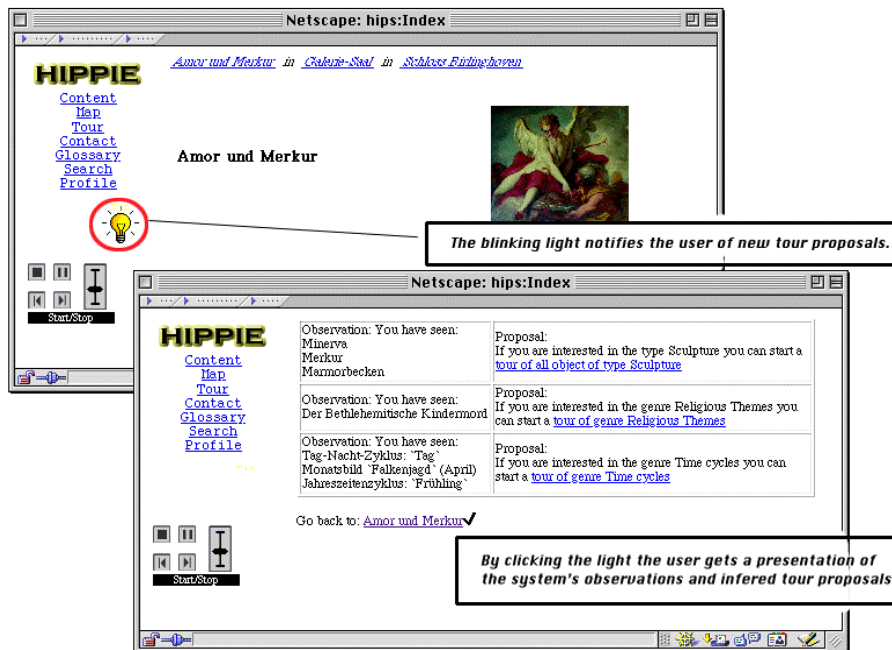 Netscape: hips:Index
Amor und Merkur in Galerie-Saal in Schloss Birlinghoven
HIPPIE
Content
Map
Tour
Contact
Glossary
Search
Profile
Amor und Merkur
The blinking light notifies the user of new tour proposals.
Start/Stop
Netscape: hips:Index
HIPPIE
Content
Map
Tour
Contact
Glossary
Search
Profile
Observation: You have seen:
Minerva
Merkur
Marmorbecken
Proposal:
If you are interested in the type Sculpture you can start a
tour of all object of type Sculpture
Observation: You have seen:
Der Bethlehemitische Kindermord
Proposal:
If you are interested in the genre Religious Themes you
can start a tour of genre Religious Themes
Observation: You have seen:
Tag-Nacht-Zyklus: `Tag`
Monatsbild `Falkenjagd` (April)
Jahreszeitenzyklus: `Frühling`
Proposal:
If you are interested in the genre Time cycles you can
start a tour of genre Time cycles
Go back to: Amor und Merkur
Start/Stop
By clicking the light the user gets a presentation of
the system's observations and infered tour proposals